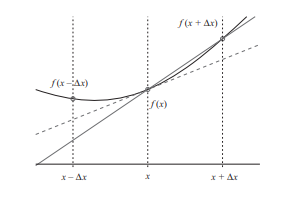 f(x + Δx)
f(x – Δx)
f(x)
x – Δx
x
x + Δx